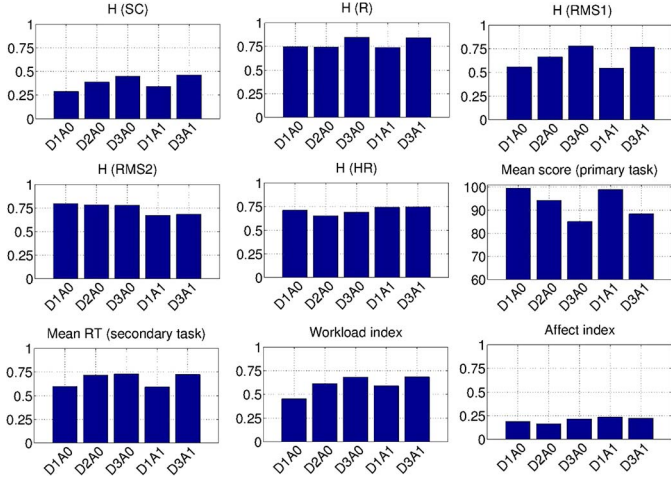 H (SC)
1
0.75
0.5
0.25
0
D1A0 D2A0 D3A0 D1A1 D3A1
H (R)
1
0.75
0.5
0.25
0
D1A0 D2A0 D3A0 D1A1 D3A1
H (RMS1)
1
0.75
0.5
0.25
0
D1A0 D2A0 D3A0 D1A1 D3A1
H (RMS2)
1
0.75
0.5
0.25
0
D1A0 D2A0 D3A0 D1A1 D3A1
H (HR)
1
0.75
0.5
0.25
0
D1A0 D2A0 D3A0 D1A1 D3A1
Mean score (primary task)
100
90
80
70
60
D1A0 D2A0 D3A0 D1A1 D3A1
Mean RT (secondary task)
1
0.75
0.5
0.25
0
D1A0 D2A0 D3A0 D1A1 D3A1
Workload index
1
0.75
0.5
0.25
0
D1A0 D2A0 D3A0 D1A1 D3A1
Affect index
1
0.75
0.5
0.25
0
D1A0 D2A0 D3A0 D1A1 D3A1